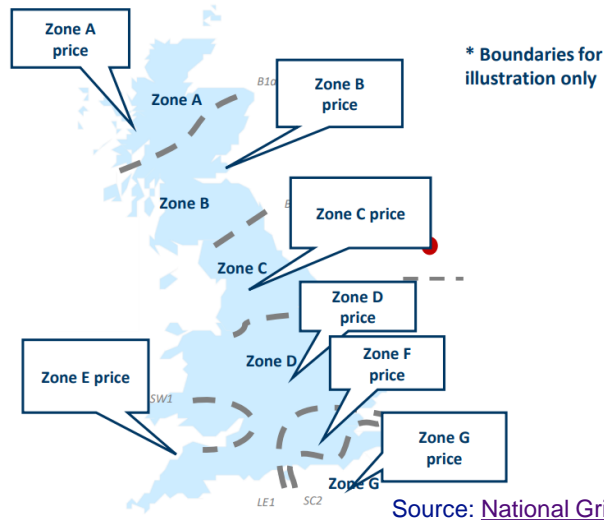 Zone A
price
* Boundaries for
illustration only
Zone B
price
Zone A
Zone B
Zone C price
Zone C
Zone D
price
Zone D
Zone F
price
Zone E price
SW1
Zone G
price
Zone G
LE1
SC2
Source: National Gri